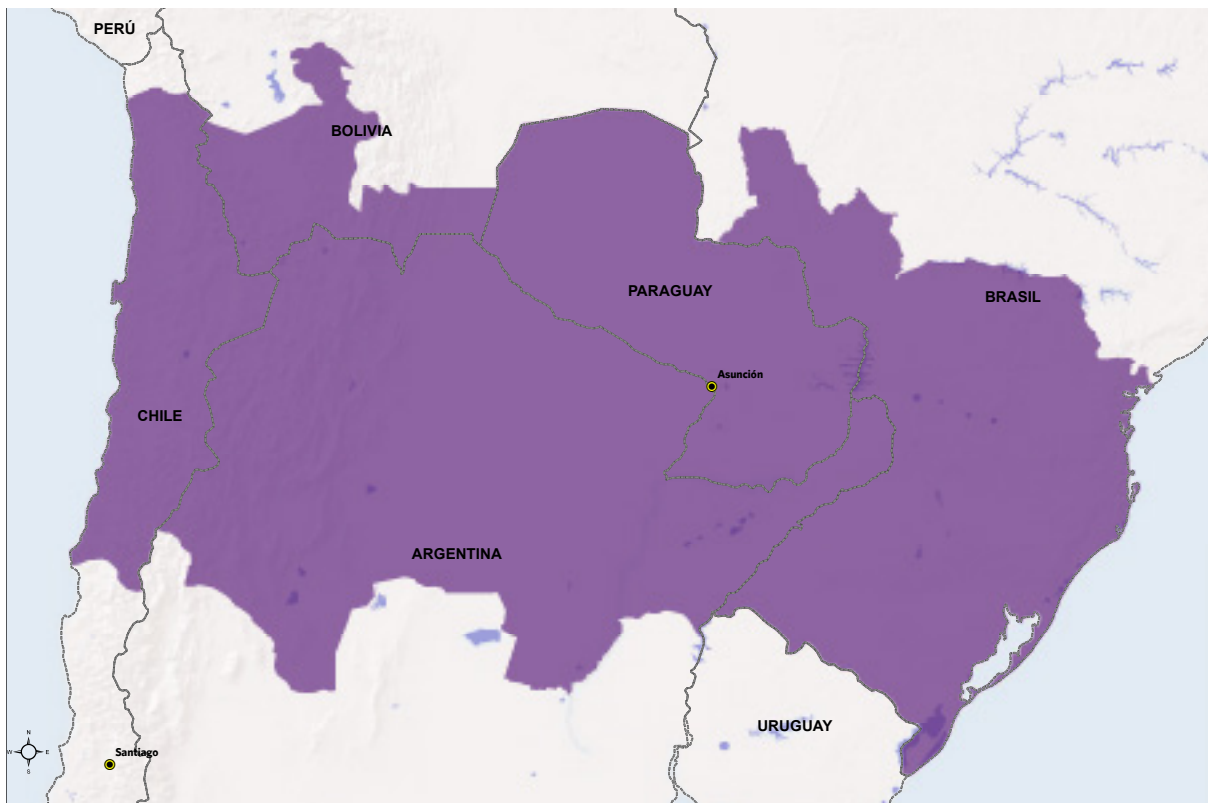 PERÚ
BOLIVIA
PARAGUAY
BRASIL
Asunción
CHILE
ARGENTINA
URUGUAY
N
W E
S
Santiago